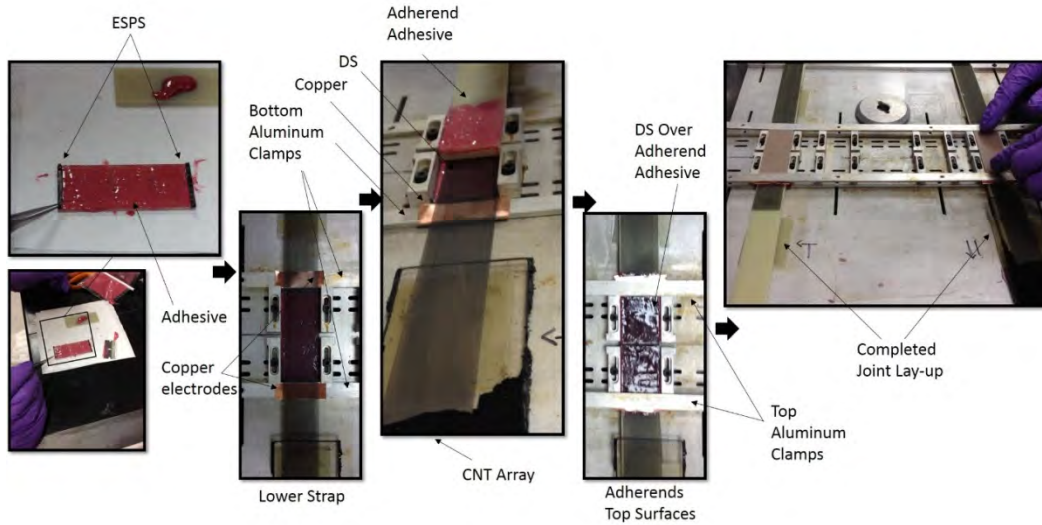 ESPS
Adherend
Adhesive
DS
Copper
Bottom
Aluminum
Clamps
DS Over
Adherend
Adhesive
Adhesive
Copper
electrodes
Completed
Joint Lay-up
Top
Aluminum
Clamps
CNT Array
Lower Strap
Adherends
Top Surfaces